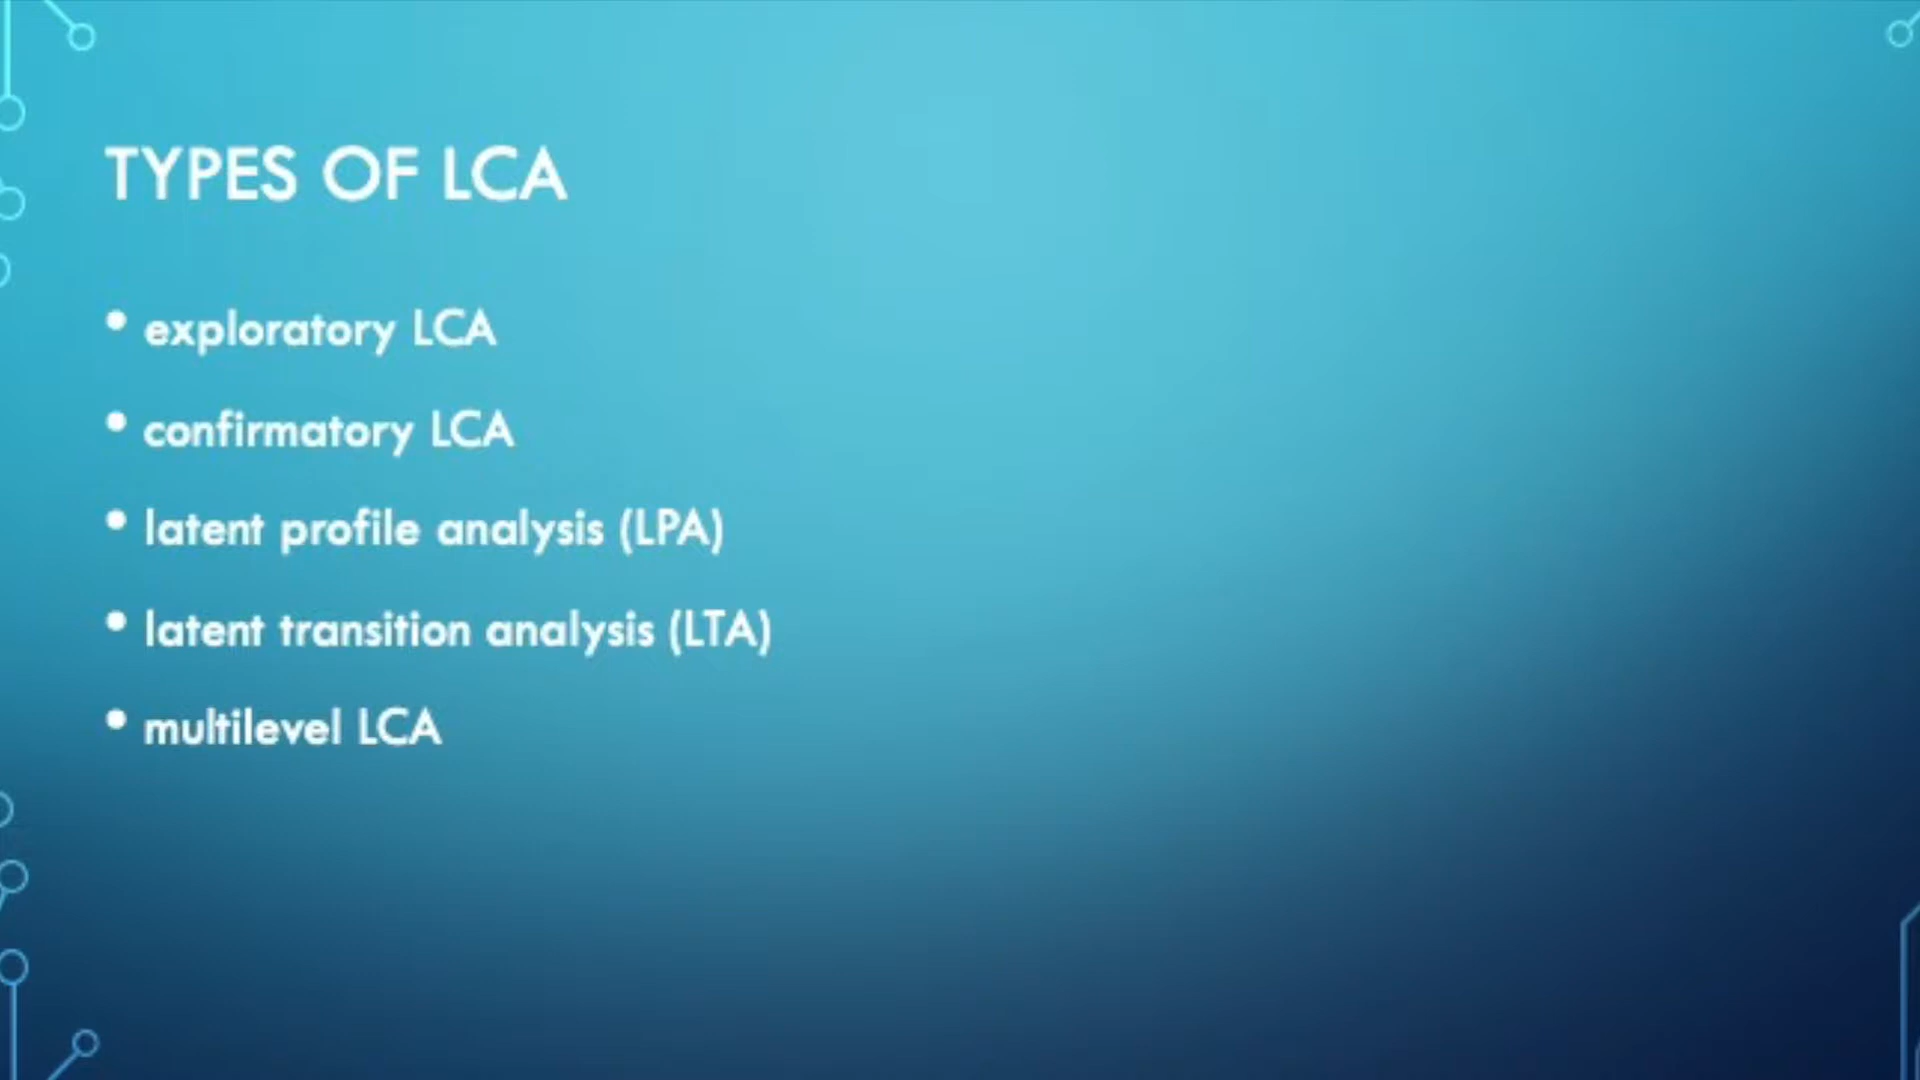 TYPES OF LCA
• exploratory LCA
• confirmatory LCA
• latent profile analysis (LPA)
• latent transition analysis (LTA)
• multilevel LCA